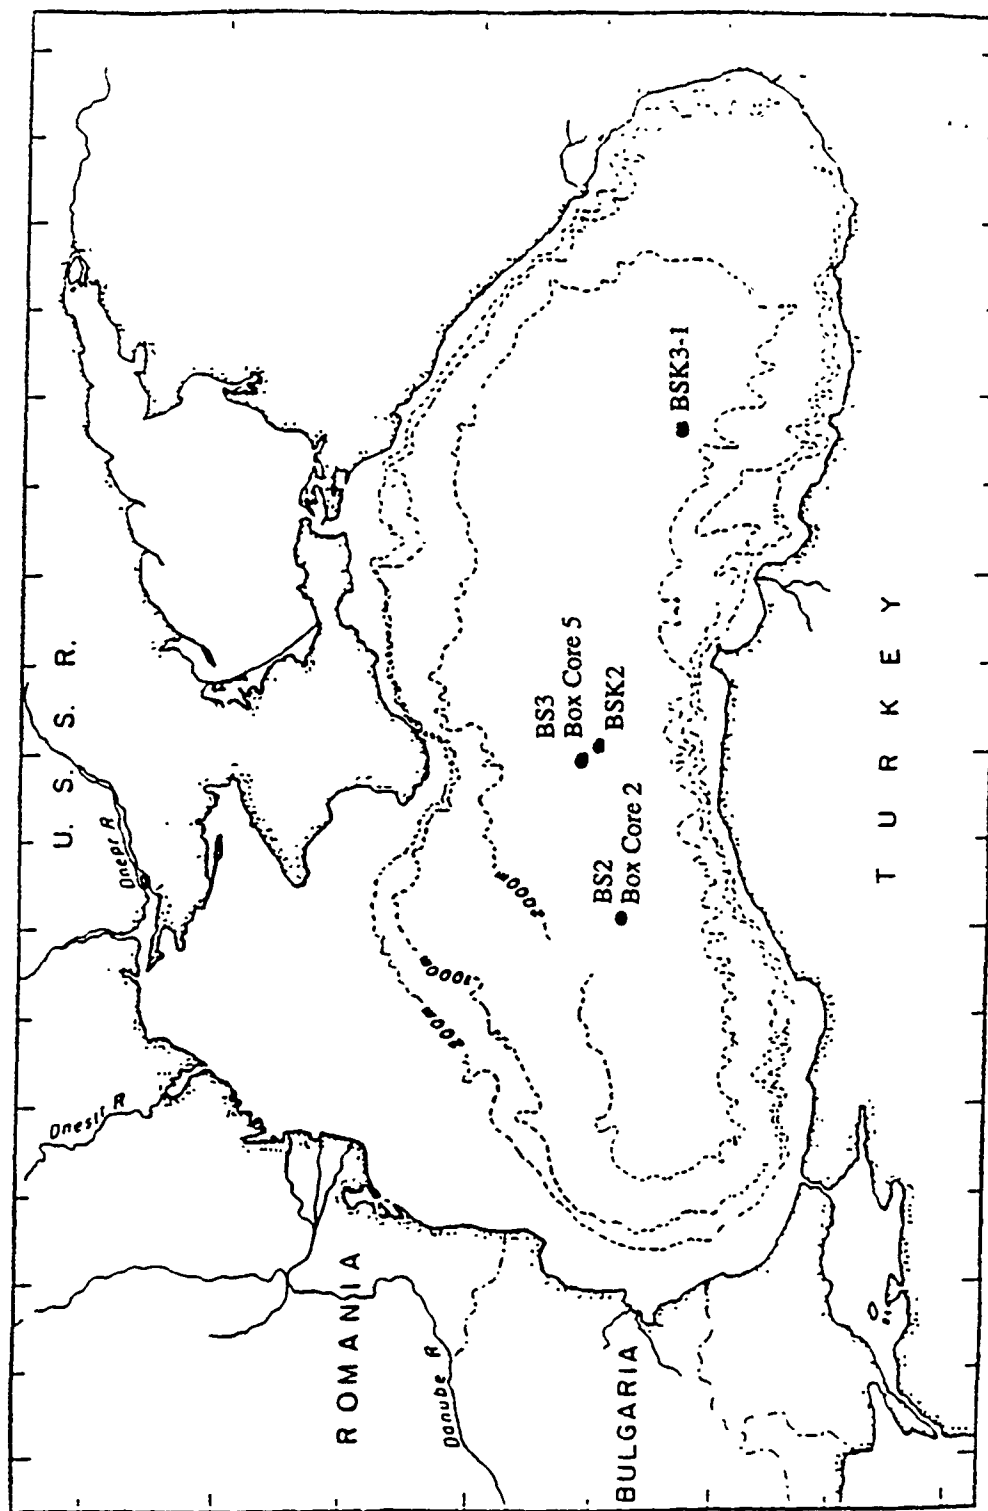 U. S. S. R.
Dnepr R
Dnestr R
ROMANIA
Danube R
BULGARIA
200m
1000m
2000m
BS2
Box Core 2
BS3
Box Core 5
BSK2
BSK3-1
TURKEY